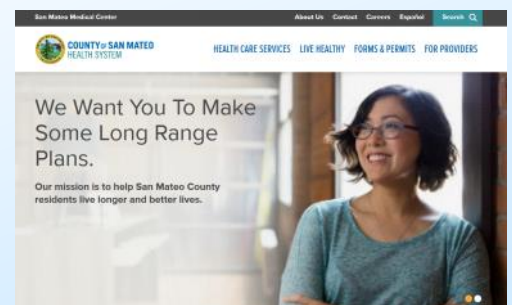 San Mateo Medical Center
About Us Contact Careers Español Search
COUNTY OF SAN MATEO
HEALTH SYSTEM
HEALTH CARE SERVICES LIVE HEALTHY FORMS & PERMITS FOR PROVIDERS
We Want You To Make
Some Long Range
Plans.
Our mission is to help San Mateo County
residents live longer and better lives.